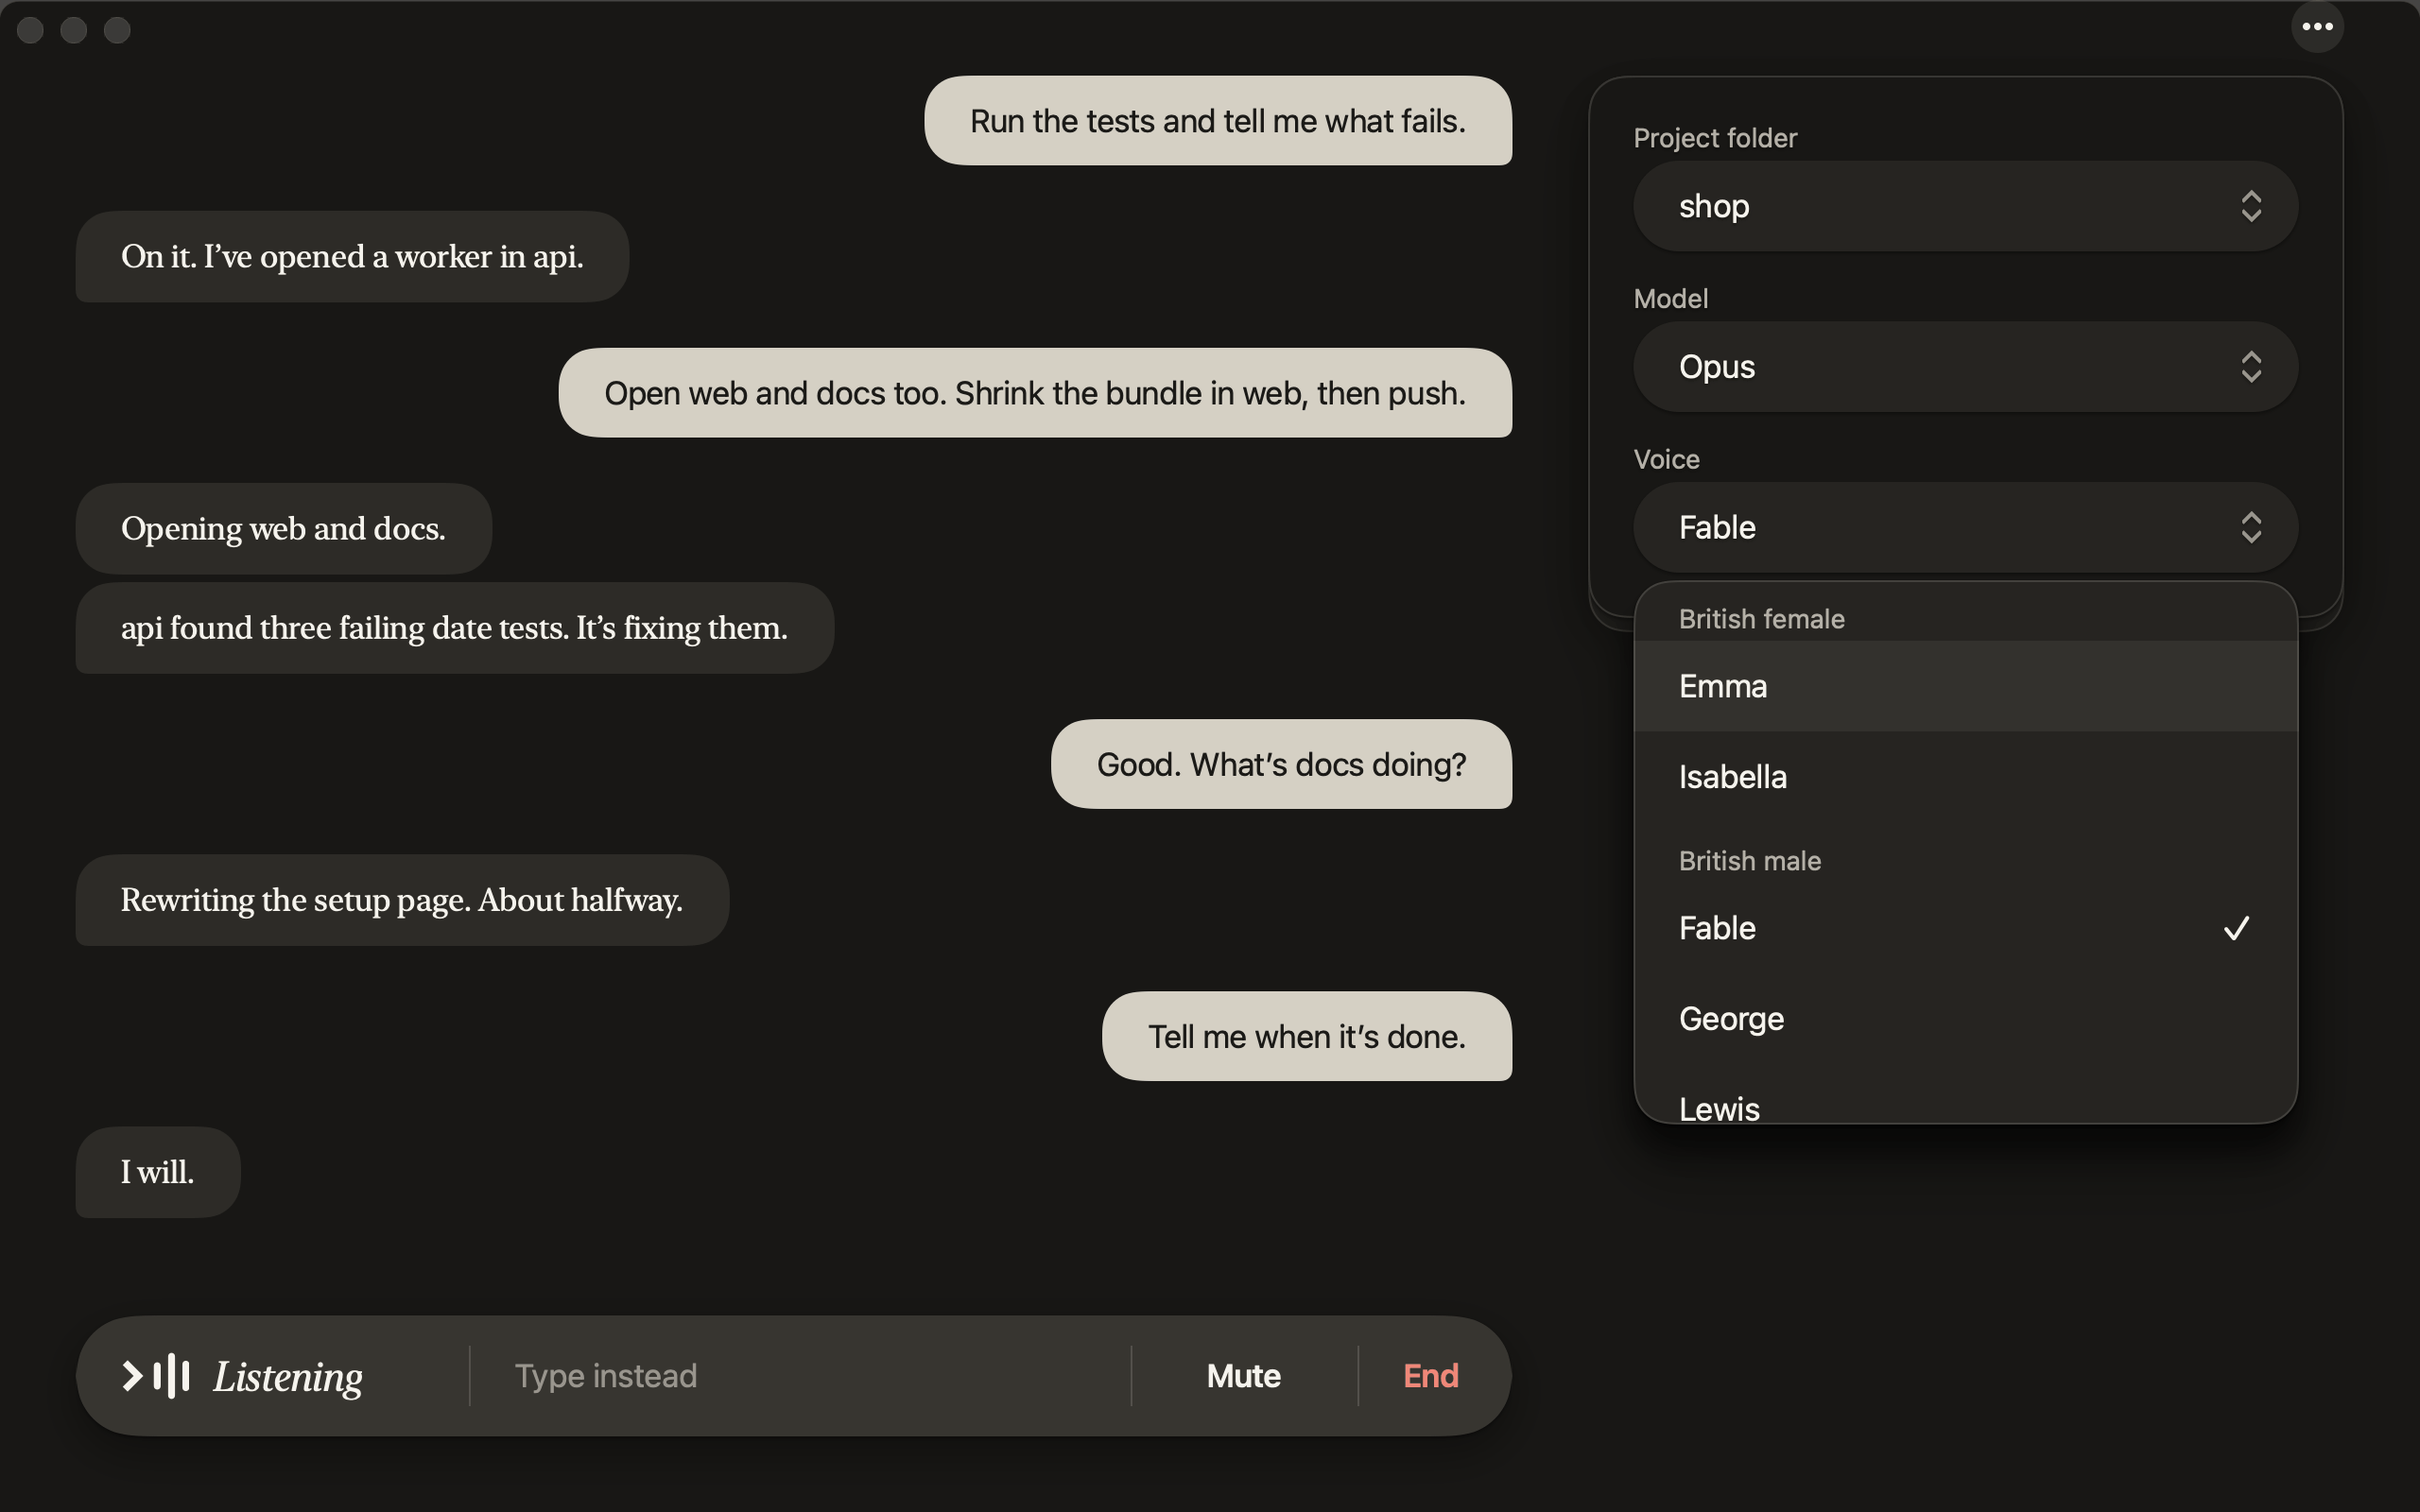 Run the tests and tell me what fails.
On it. I’ve opened a worker in api.
Open web and docs too. Shrink the bundle in web, then push.
Opening web and docs.
api found three failing date tests. It’s fixing them.
Good. What’s docs doing?
Rewriting the setup page. About halfway.
Tell me when it’s done.
I will.
Listening
Type instead
Mute
End
Project folder
shop
Model
Opus
Voice
Fable
British female
Emma
Isabella
British male
Fable
George
Lewis